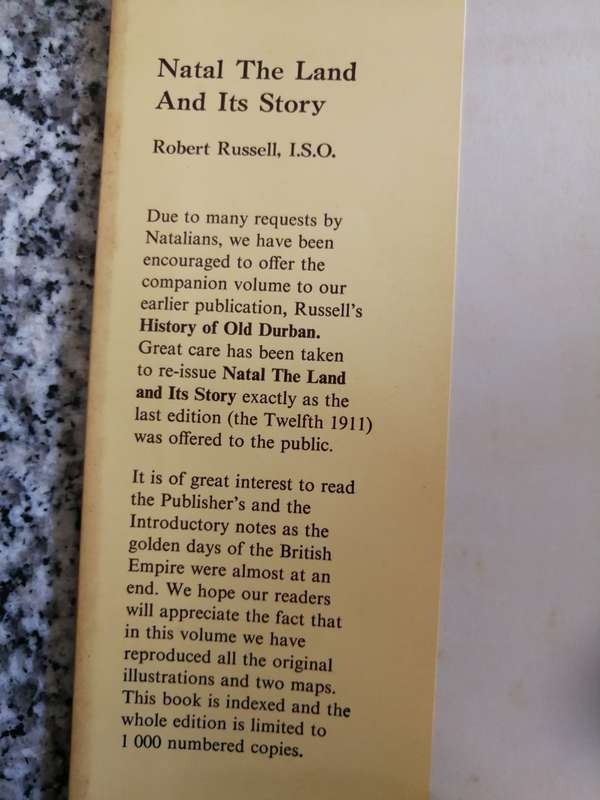 Natal The Land
And Its Story
Robert Russell, I.S.O.
Due to many requests by
Natalians, we have been
encouraged to offer the
companion volume to our
earlier publication, Russell's
History of Old Durban.
Great care has been taken
to re-issue Natal The Land
and Its Story exactly as the
last edition (the Twelfth 1911)
was offered to the public.
It is of great interest to read
the Publisher's and the
Introductory notes as the
golden days of the British
Empire were almost at an
end. We hope our readers
will appreciate the fact that
in this volume we have
reproduced all the original
illustrations and two maps.
This book is indexed and the
whole edition is limited to
1 000 numbered copies.